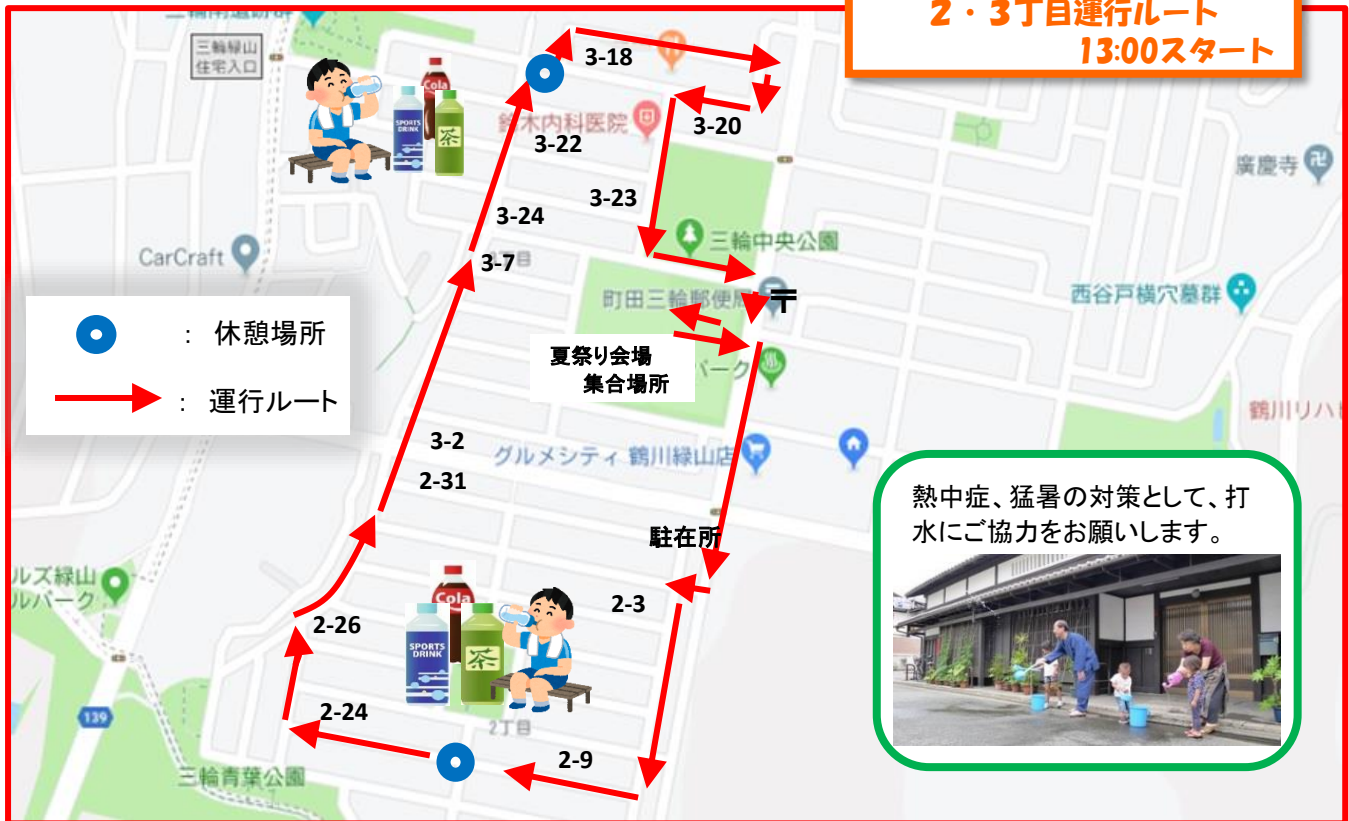 2・3丁目運行ルート
13:00スタート
三輪緑山
住宅入口
3-18
Cola
SPORTS
DRINK
茶
鈴木内科医院
3-20
3-22
廣慶寺
3-23
3-24
三輪中央公園
CarCraft
3-7
丁目
西谷戸横穴墓群
町田三輪郵便局
〒
: 休憩場所
夏祭り会場
集合場所
パーク
: 運行ルート
鶴川リハ
3-2
グルメシティ 鶴川緑山店
2-31
熱中症、猛暑の対策として、打
水にご協力をお願いします。
駐在所
ルズ緑山
ルパーク
Cola
SPORTS
DRINK
茶
2-3
2-26
139
2-24
2丁目
2-9
三輪青葉公園